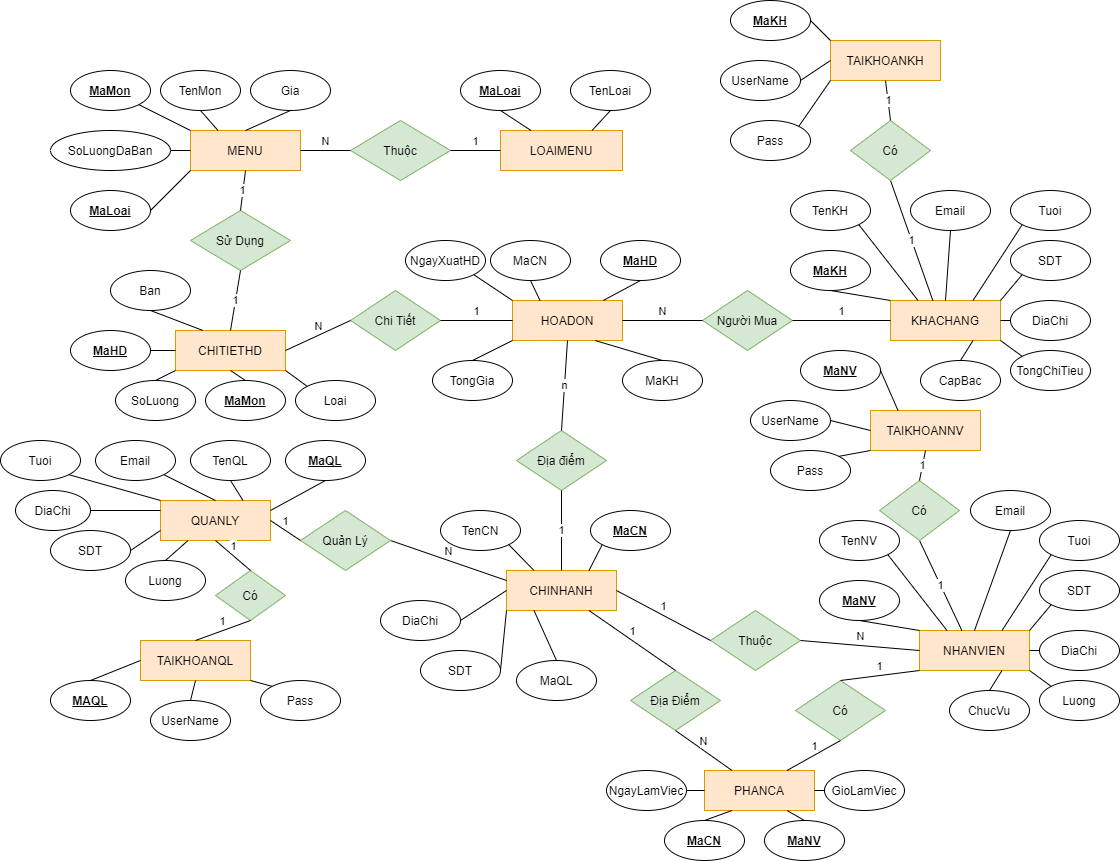 MaKH
TAIKHOANKH
UserName
Pass
1
Có
1
MaMon
TenMon
Gia
SoLuongDaBan
MENU
MaLoai
N
Thuộc
1
MaLoai
TenLoai
LOAIMENU
1
Sử Dụng
1
TenKH
Email
Tuoi
MaKH
SDT
KHACHANG
DiaChi
CapBac
TongChiTieu
NgayXuatHD
MaCN
MaHD
HOADON
TongGia
MaKH
N
Người Mua
1
Ban
MaHD
CHITIETHD
SoLuong
MaMon
Loai
N
Chi Tiết
1
n
Địa điểm
1
MaNV
UserName
TAIKHOANNV
Pass
1
Có
1
Tuoi
Email
TenQL
MaQL
DiaChi
QUANLY
SDT
Luong
1
Quản Lý
N
1
Có
1
TAIKHOANQL
MAQL
UserName
Pass
TenCN
MaCN
CHINHANH
DiaChi
SDT
MaQL
1
Thuộc
N
1
Địa Điểm
N
TenNV
Email
Tuoi
MaNV
SDT
NHANVIEN
DiaChi
ChucVu
Luong
1
Có
1
NgayLamViec
PHANCA
GioLamViec
MaCN
MaNV